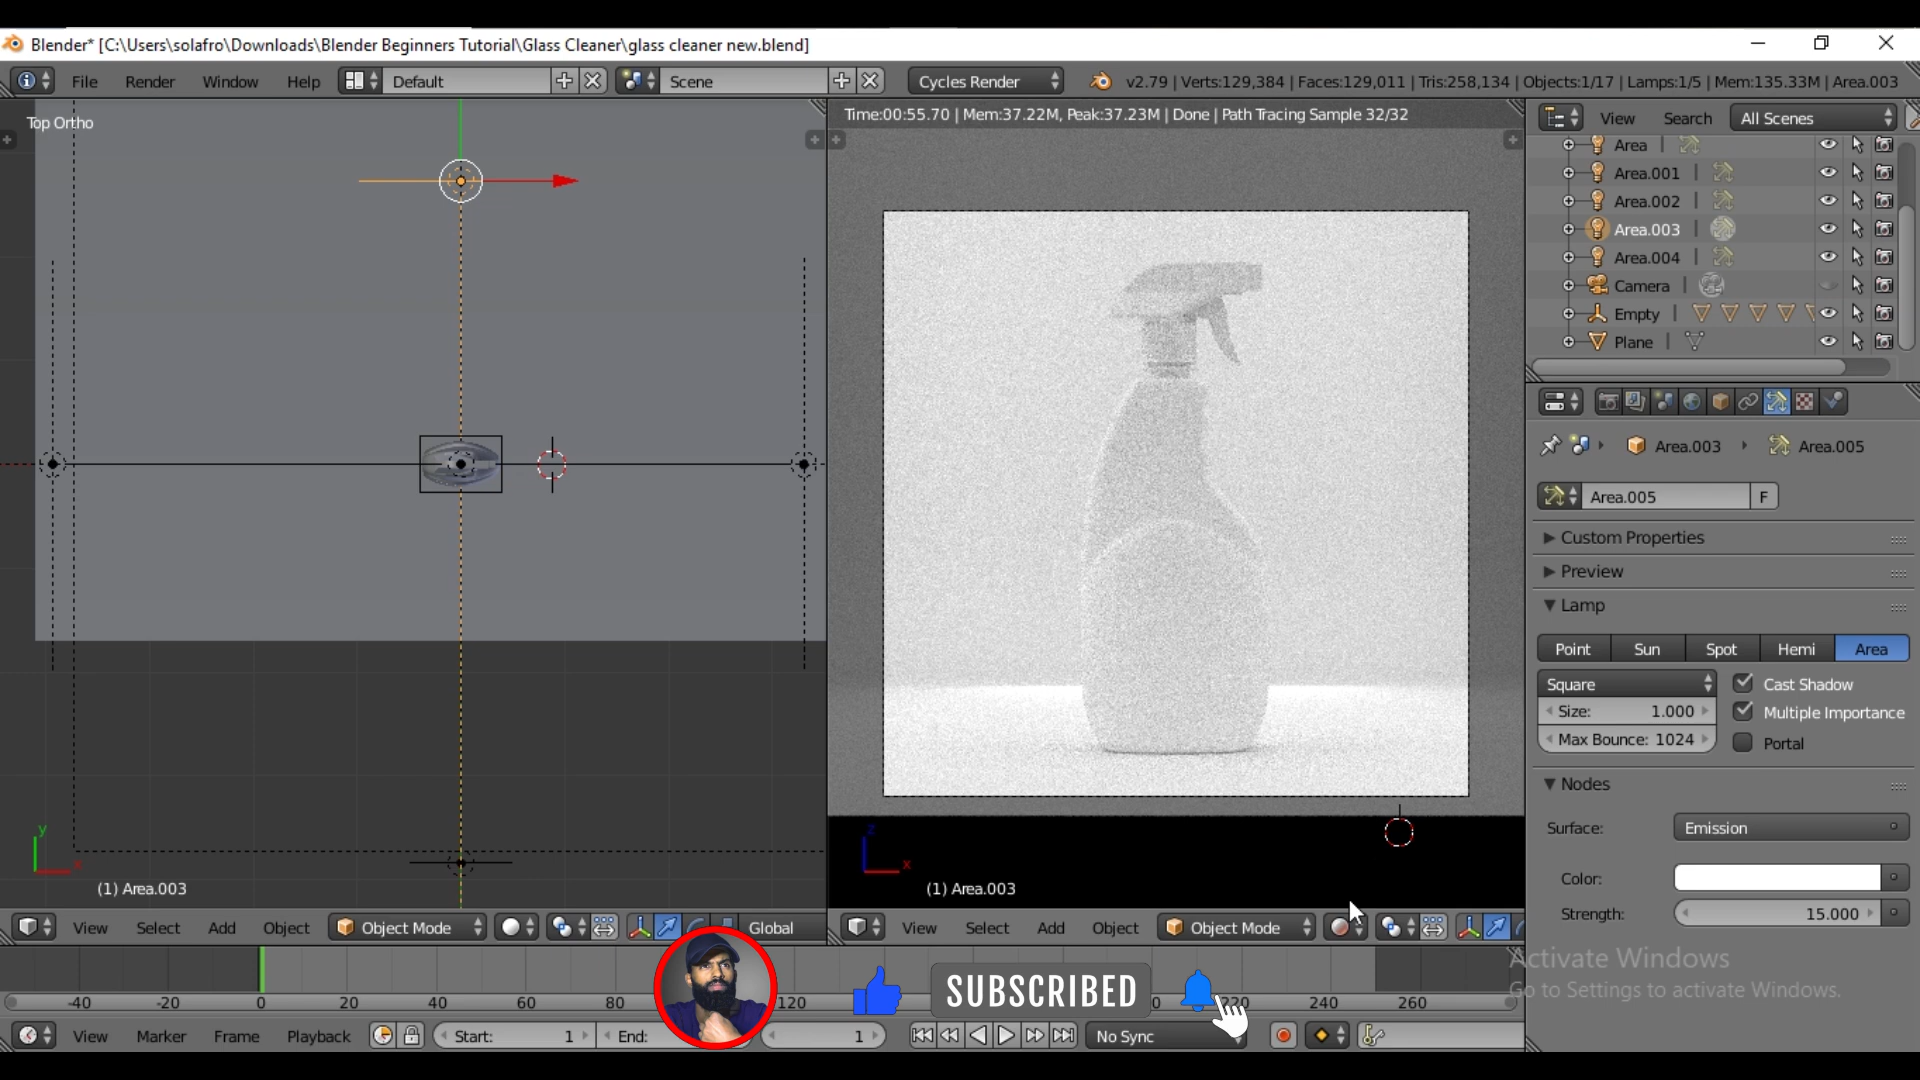 Blender* [C:\Users\solafro\Downloads\Blender Beginners Tutorial\Glass Cleaner\glass cleaner new.blend]
File Render Window Help Default Scene Cycles Render v2.79 | Verts:129,384 | Faces:129,011 | Tris:258,134 | Objects:1/17 | Lamps:1/5 | Mem:135.33M | Area.003
Top Ortho
Time:00:55.70 | Mem:37.22M, Peak:37.23M | Done | Path Tracing Sample 32/32
View Search All Scenes
Area
Area.001
Area.002
Area.003
Area.004
Camera
Empty
Plane
Area.003 Area.005
Area.005 F
Custom Properties
Preview
Lamp
Point Sun Spot Hemi Area
Square Cast Shadow
Size: 1.000 Multiple Importance
Max Bounce: 1024 Portal
Nodes
Surface: Emission
Color:
Strength: 15.000
y
x
z
x
(1) Area.003
(1) Area.003
View Select Add Object Object Mode Global
View Select Add Object Object Mode
Activate Windows
Go to Settings to activate Windows.
SUBSCRIBED
-40 -20 0 20 40 60 80 120 220 240 260
View Marker Frame Playback Start: 1 End: 1 No Sync